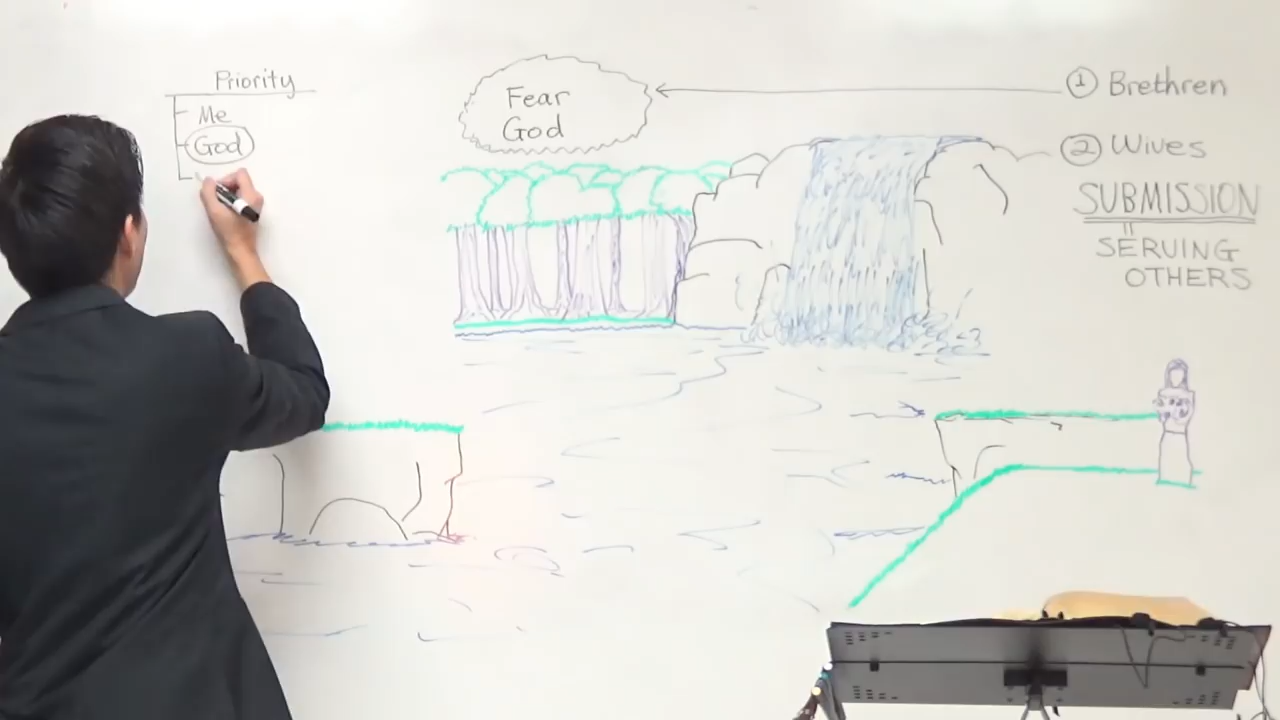 Priority
Me
God
Fear
God
① Brethren
② Wives
SUBMISSION
=
SERVING
OTHERS